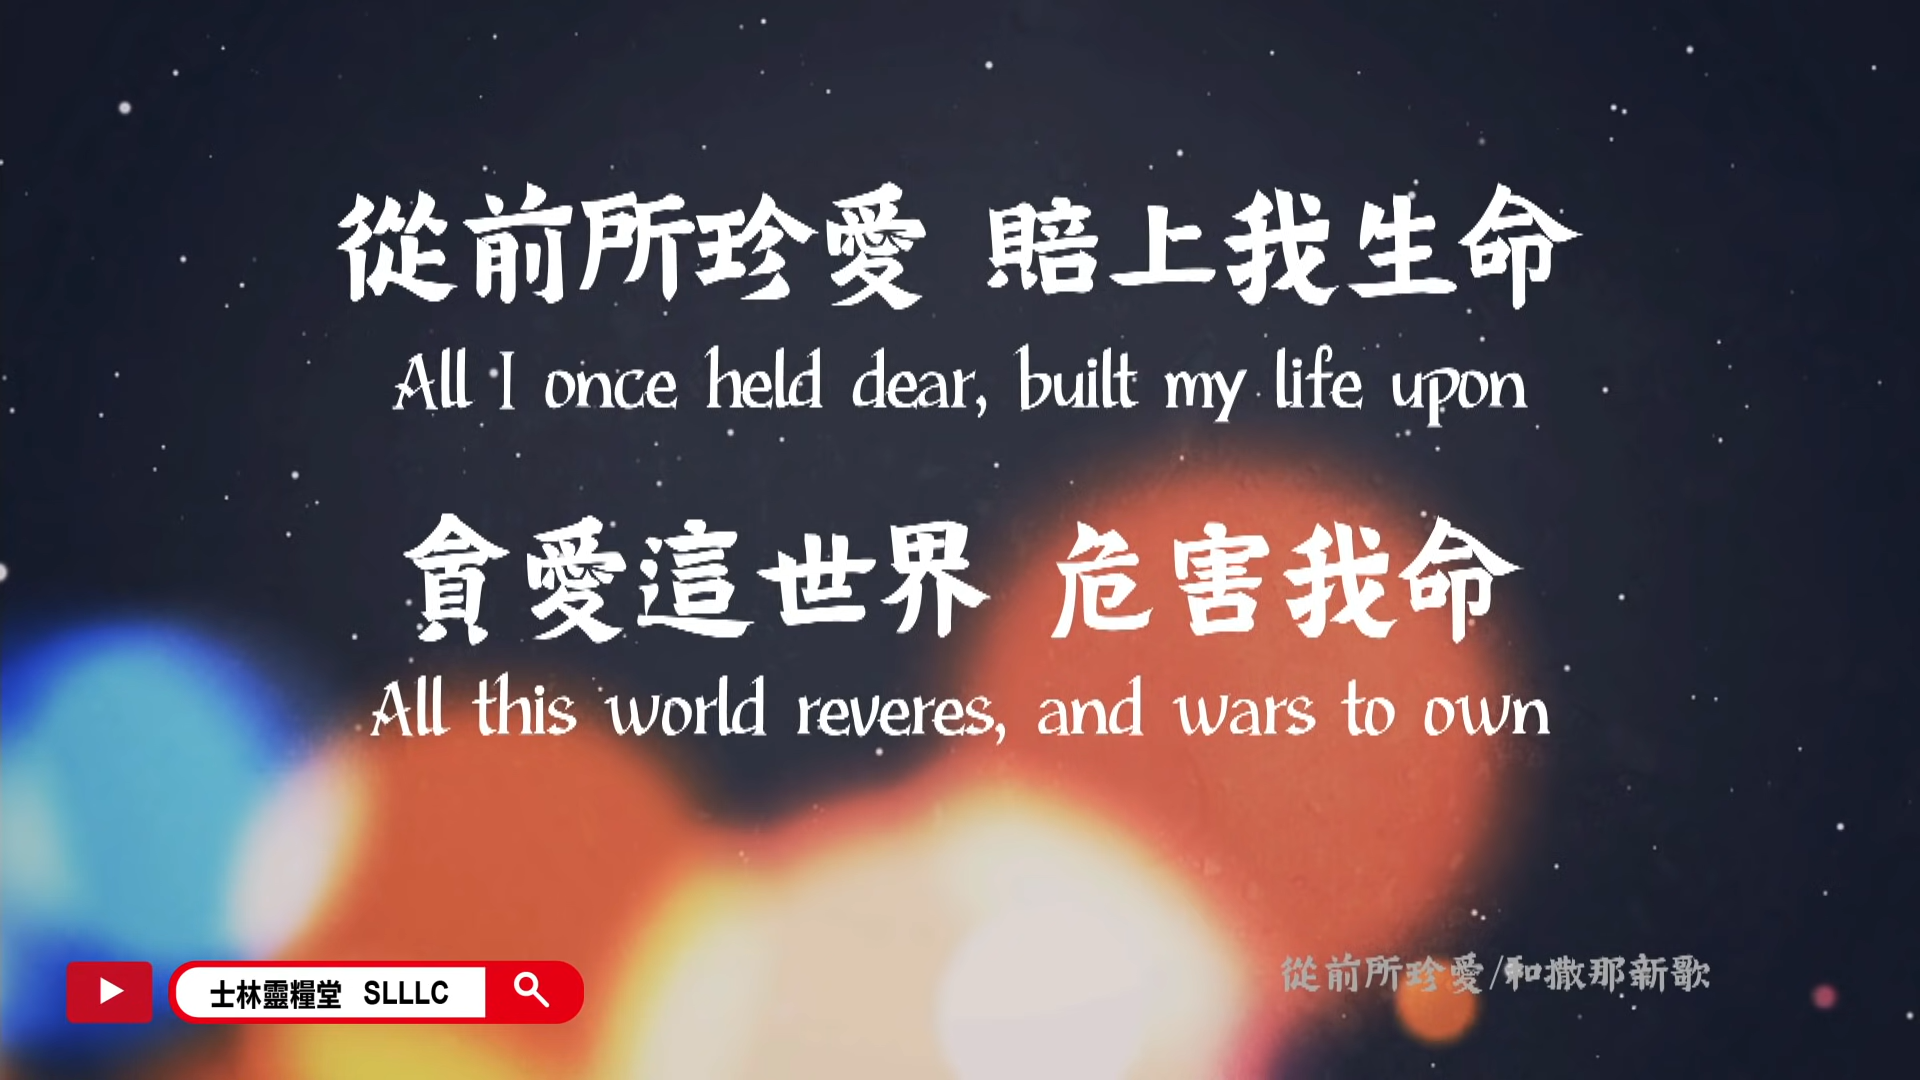 從前所珍愛 賠上我生命
All I once held dear, built my life upon
貪愛這世界 危害我命
All this world reveres, and wars to own
從前所珍愛/和撒那新歌
士林靈糧堂 SLLLC